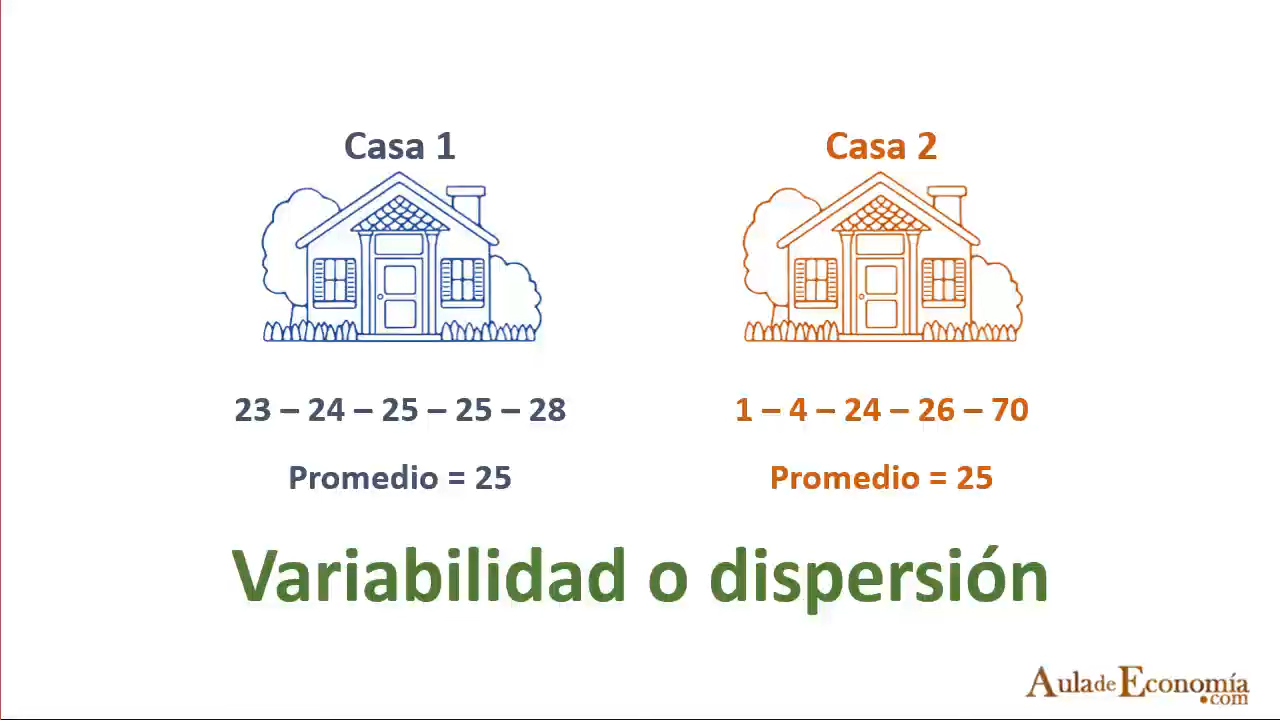 Casa 1
Casa 2
23 – 24 – 25 – 25 – 28
1 – 4 – 24 – 26 – 70
Promedio = 25
Promedio = 25
Variabilidad o dispersión
AuladeEconomía
.com